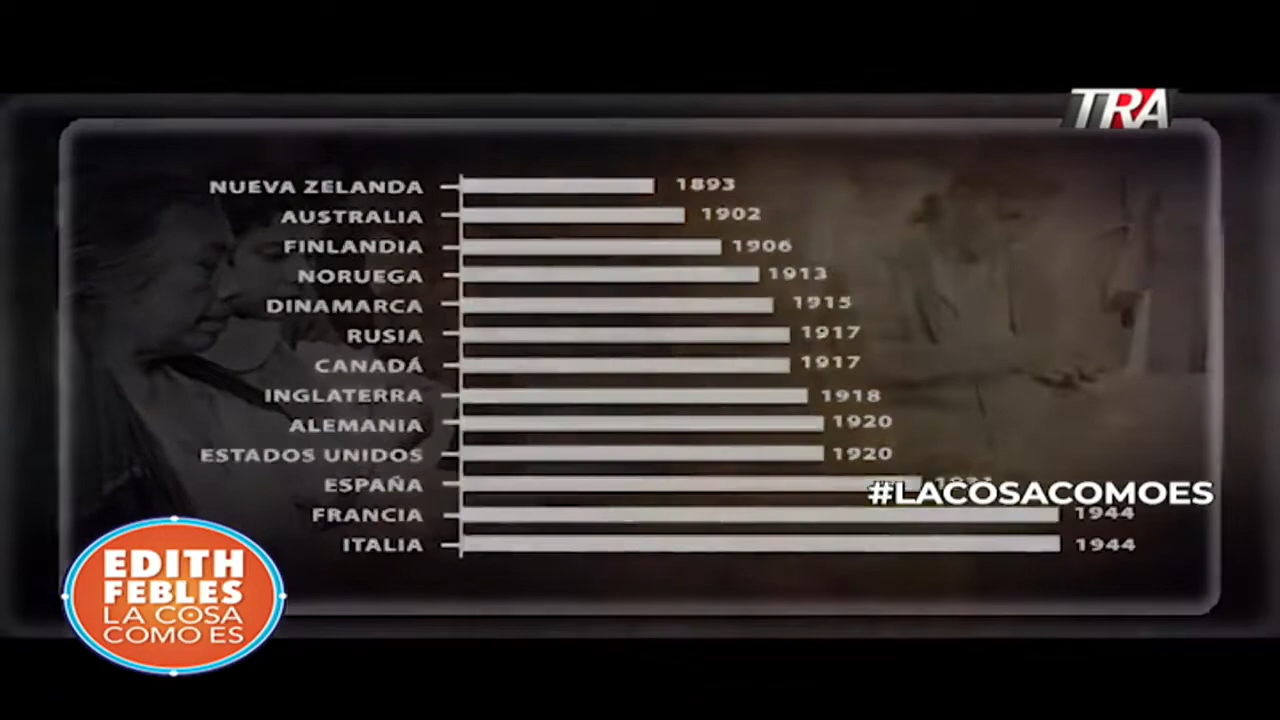 TRA
NUEVA ZELANDA 1893
AUSTRALIA 1902
FINLANDIA 1906
NORUEGA 1913
DINAMARCA 1915
RUSIA 1917
CANADÁ 1917
INGLATERRA 1918
ALEMANIA 1920
ESTADOS UNIDOS 1920
ESPAÑA
#LACOSACOMOES
FRANCIA 1944
ITALIA 1944
EDITH
FEBLES
LA COSA
COMO ES